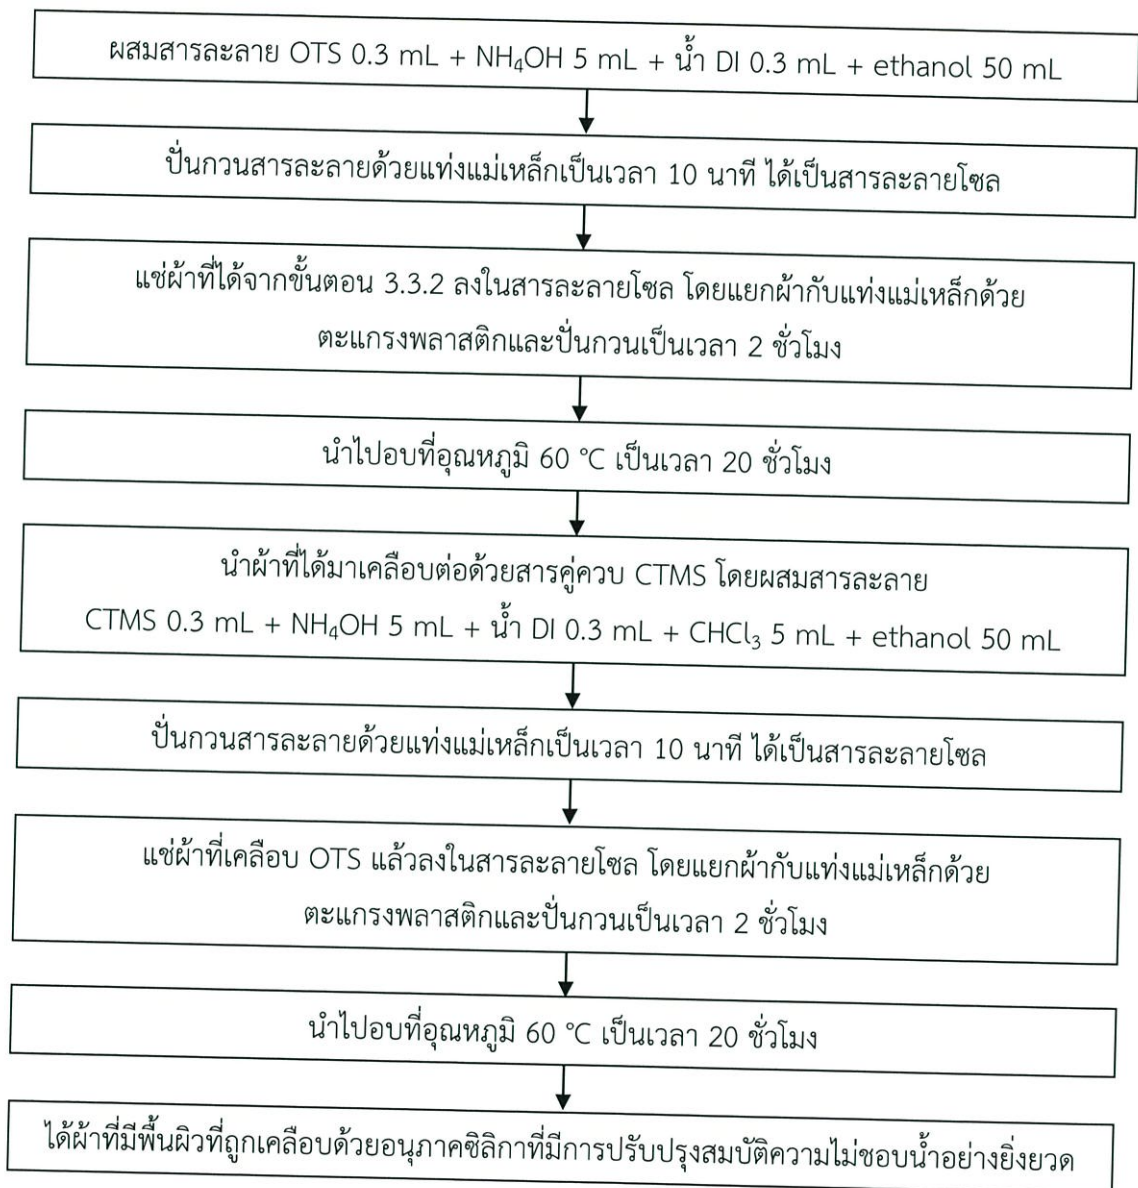 ผสมสารละลาย OTS 0.3 mL + NH₄OH 5 mL + น้ำ DI 0.3 mL + ethanol 50 mL
ปั่นกวนสารละลายด้วยแท่งแม่เหล็กเป็นเวลา 10 นาที ได้เป็นสารละลายโซล
แช่ผ้าที่ได้จากขั้นตอน 3.3.2 ลงในสารละลายโซล โดยแยกผ้ากับแท่งแม่เหล็กด้วย
ตะแกรงพลาสติกและปั่นกวนเป็นเวลา 2 ชั่วโมง
นำไปอบที่อุณหภูมิ 60 °C เป็นเวลา 20 ชั่วโมง
นำผ้าที่ได้มาเคลือบต่อด้วยสารคู่ควบ CTMS โดยผสมสารละลาย
CTMS 0.3 mL + NH₄OH 5 mL + น้ำ DI 0.3 mL + CHCl₃ 5 mL + ethanol 50 mL
ปั่นกวนสารละลายด้วยแท่งแม่เหล็กเป็นเวลา 10 นาที ได้เป็นสารละลายโซล
แช่ผ้าที่เคลือบ OTS แล้วลงในสารละลายโซล โดยแยกผ้ากับแท่งแม่เหล็กด้วย
ตะแกรงพลาสติกและปั่นกวนเป็นเวลา 2 ชั่วโมง
นำไปอบที่อุณหภูมิ 60 °C เป็นเวลา 20 ชั่วโมง
ได้ผ้าที่มีพื้นผิวที่ถูกเคลือบด้วยอนุภาคซิลิกาที่มีการปรับปรุงสมบัติความไม่ชอบน้ำอย่างยิ่งยวด